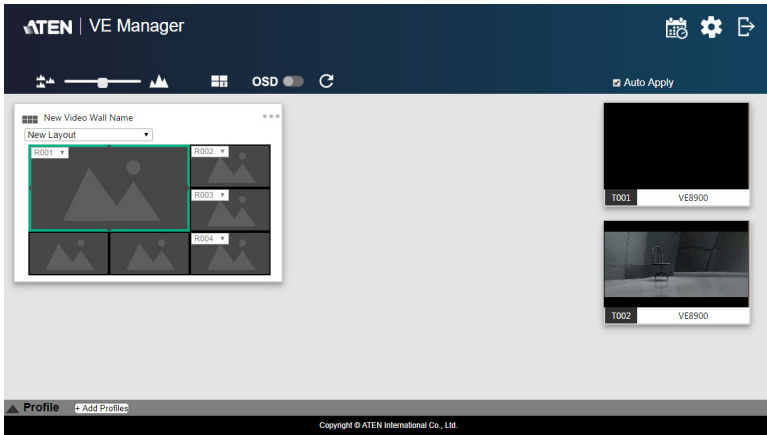 ATEN VE Manager
OSD
Auto Apply
New Video Wall Name
New Layout
R001
R002
R003
R004
T001 VE8900
T002 VE8900
Profile + Add Profiles
Copyright © ATEN International Co., Ltd.